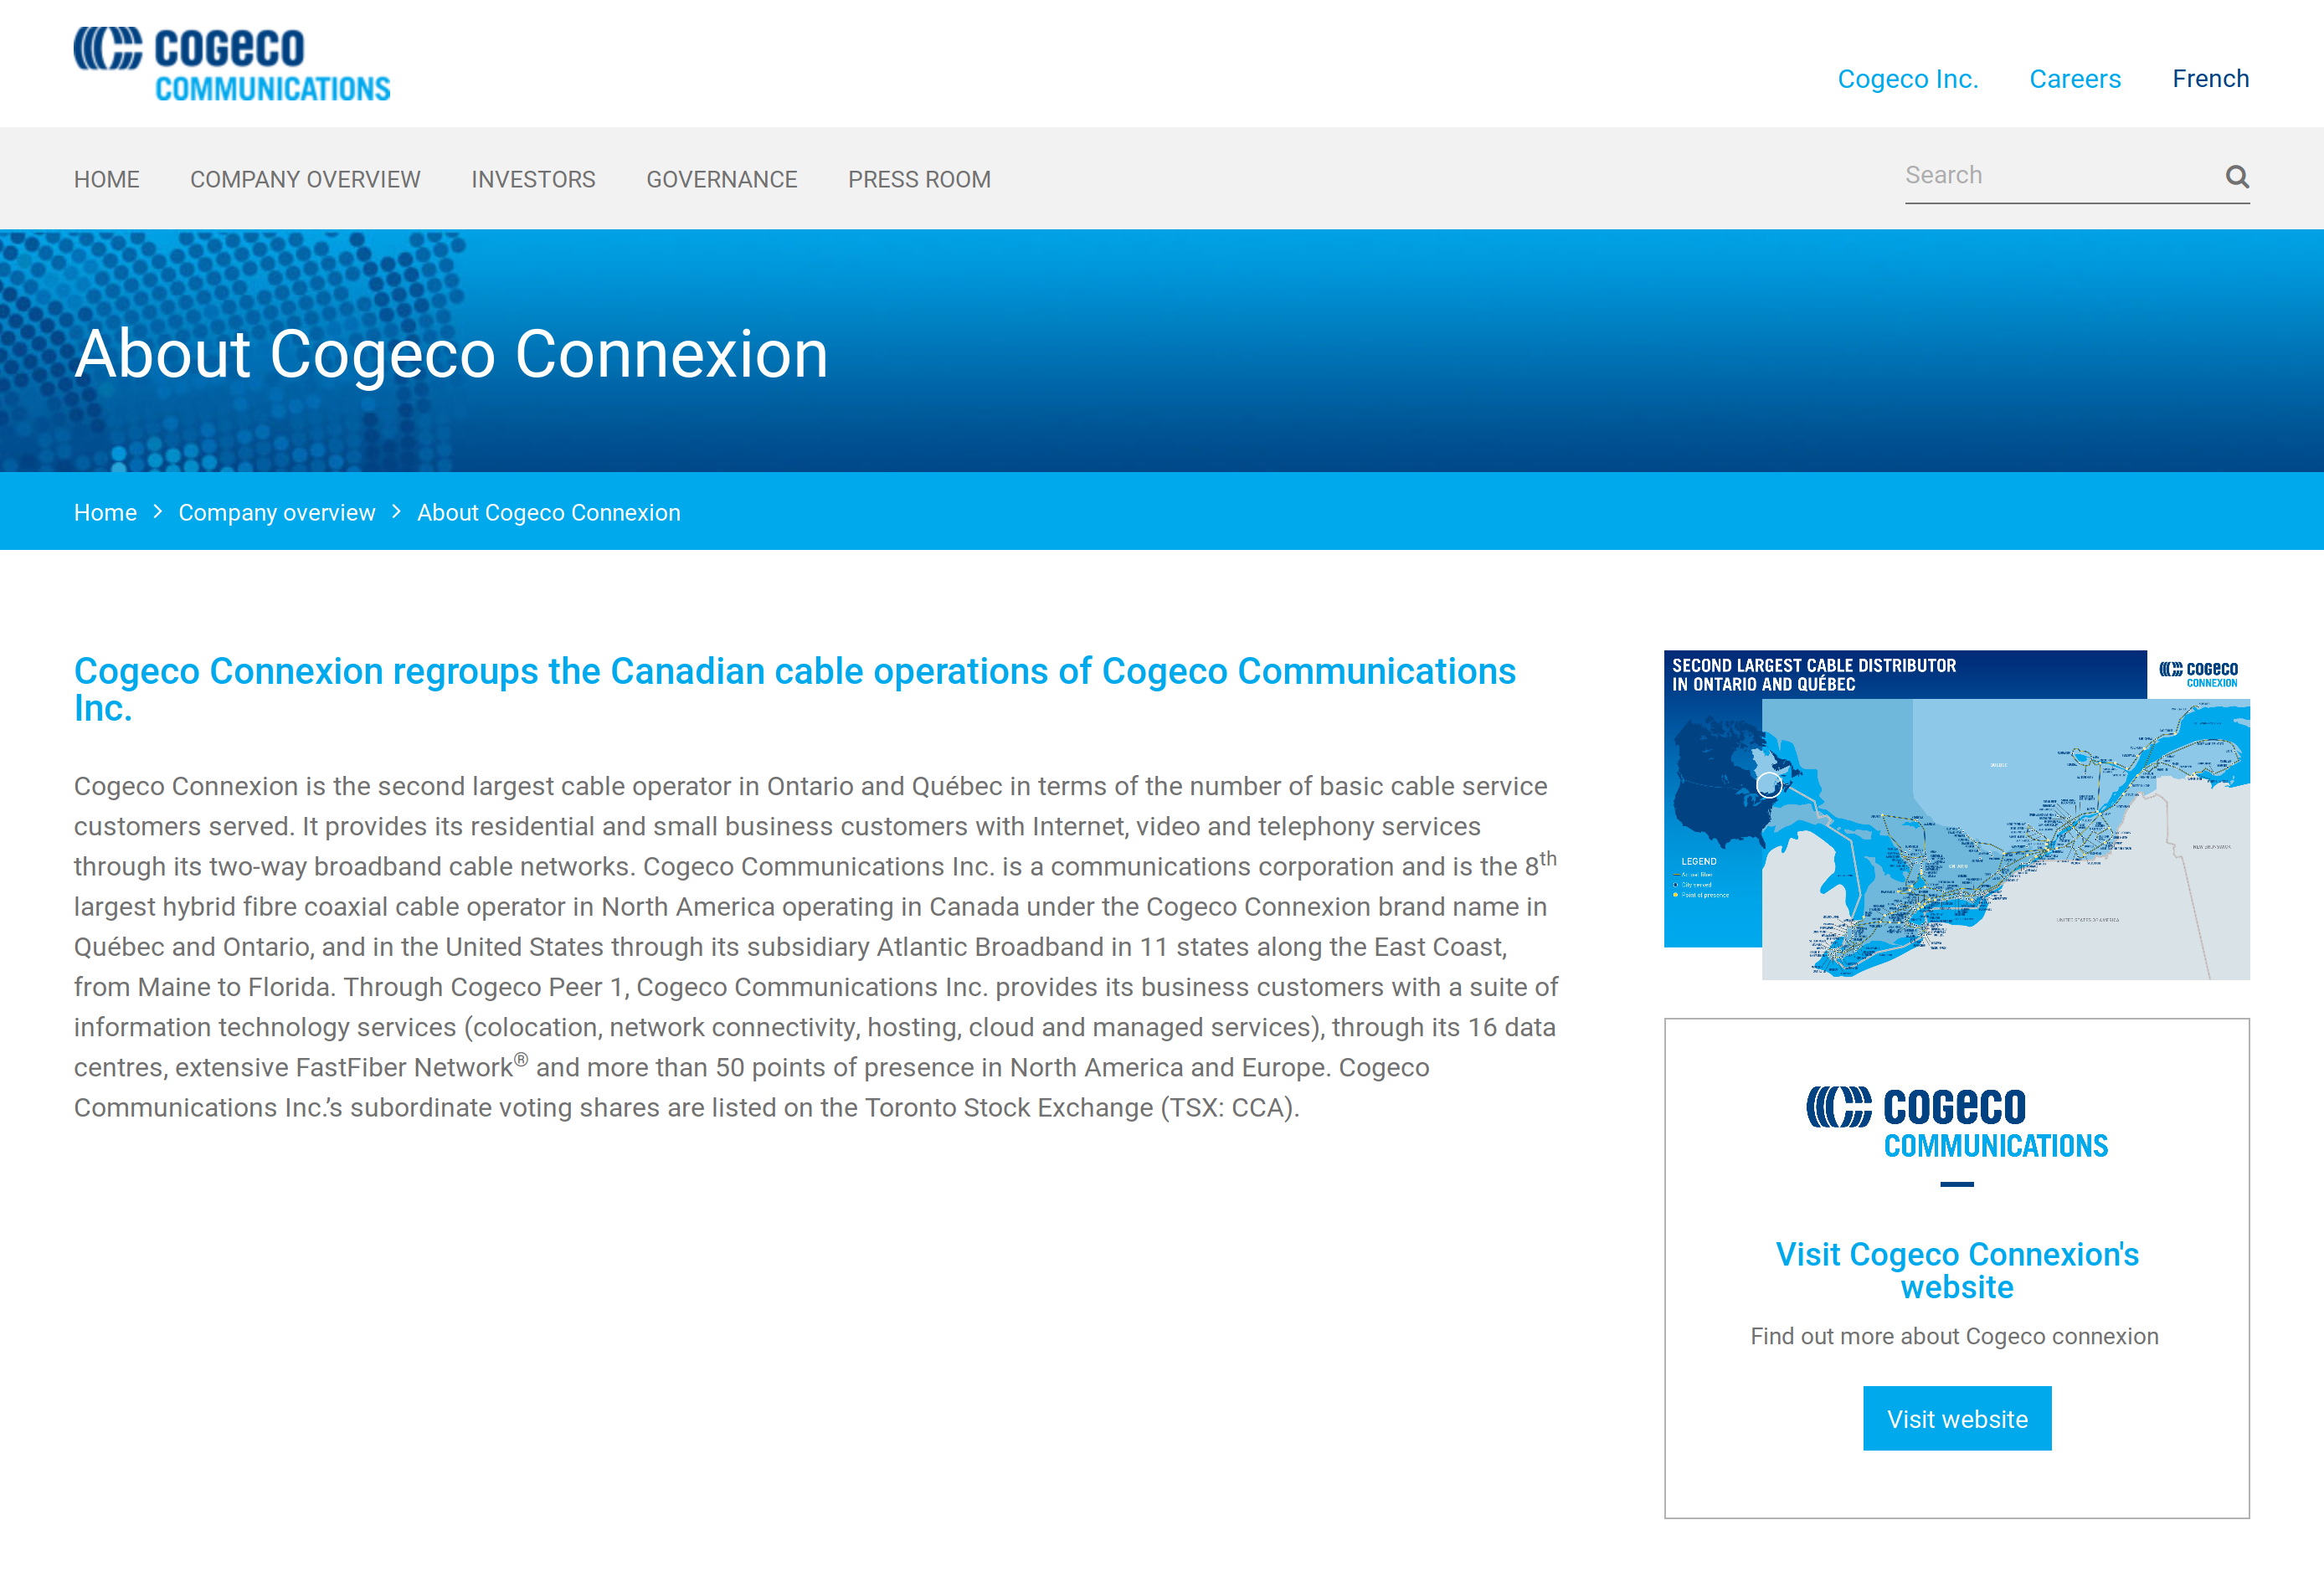 COGECO
COMMUNICATIONS
Cogeco Inc. Careers French
HOME COMPANY OVERVIEW INVESTORS GOVERNANCE PRESS ROOM Search
About Cogeco Connexion
Home > Company overview > About Cogeco Connexion
Cogeco Connexion regroups the Canadian cable operations of Cogeco Communications
Inc.
Cogeco Connexion is the second largest cable operator in Ontario and Québec in terms of the number of basic cable service
customers served. It provides its residential and small business customers with Internet, video and telephony services
through its two-way broadband cable networks. Cogeco Communications Inc. is a communications corporation and is the 8th
largest hybrid fibre coaxial cable operator in North America operating in Canada under the Cogeco Connexion brand name in
Québec and Ontario, and in the United States through its subsidiary Atlantic Broadband in 11 states along the East Coast,
from Maine to Florida. Through Cogeco Peer 1, Cogeco Communications Inc. provides its business customers with a suite of
information technology services (colocation, network connectivity, hosting, cloud and managed services), through its 16 data
centres, extensive FastFiber Network® and more than 50 points of presence in North America and Europe. Cogeco
Communications Inc.’s subordinate voting shares are listed on the Toronto Stock Exchange (TSX: CCA).
SECOND LARGEST CABLE DISTRIBUTOR
IN ONTARIO AND QUÉBEC
COGECO
CONNEXION
LEGEND
City served
Point of presence
UNITED STATES OF AMERICA
COGECO
COMMUNICATIONS
Visit Cogeco Connexion's
website
Find out more about Cogeco connexion
Visit website